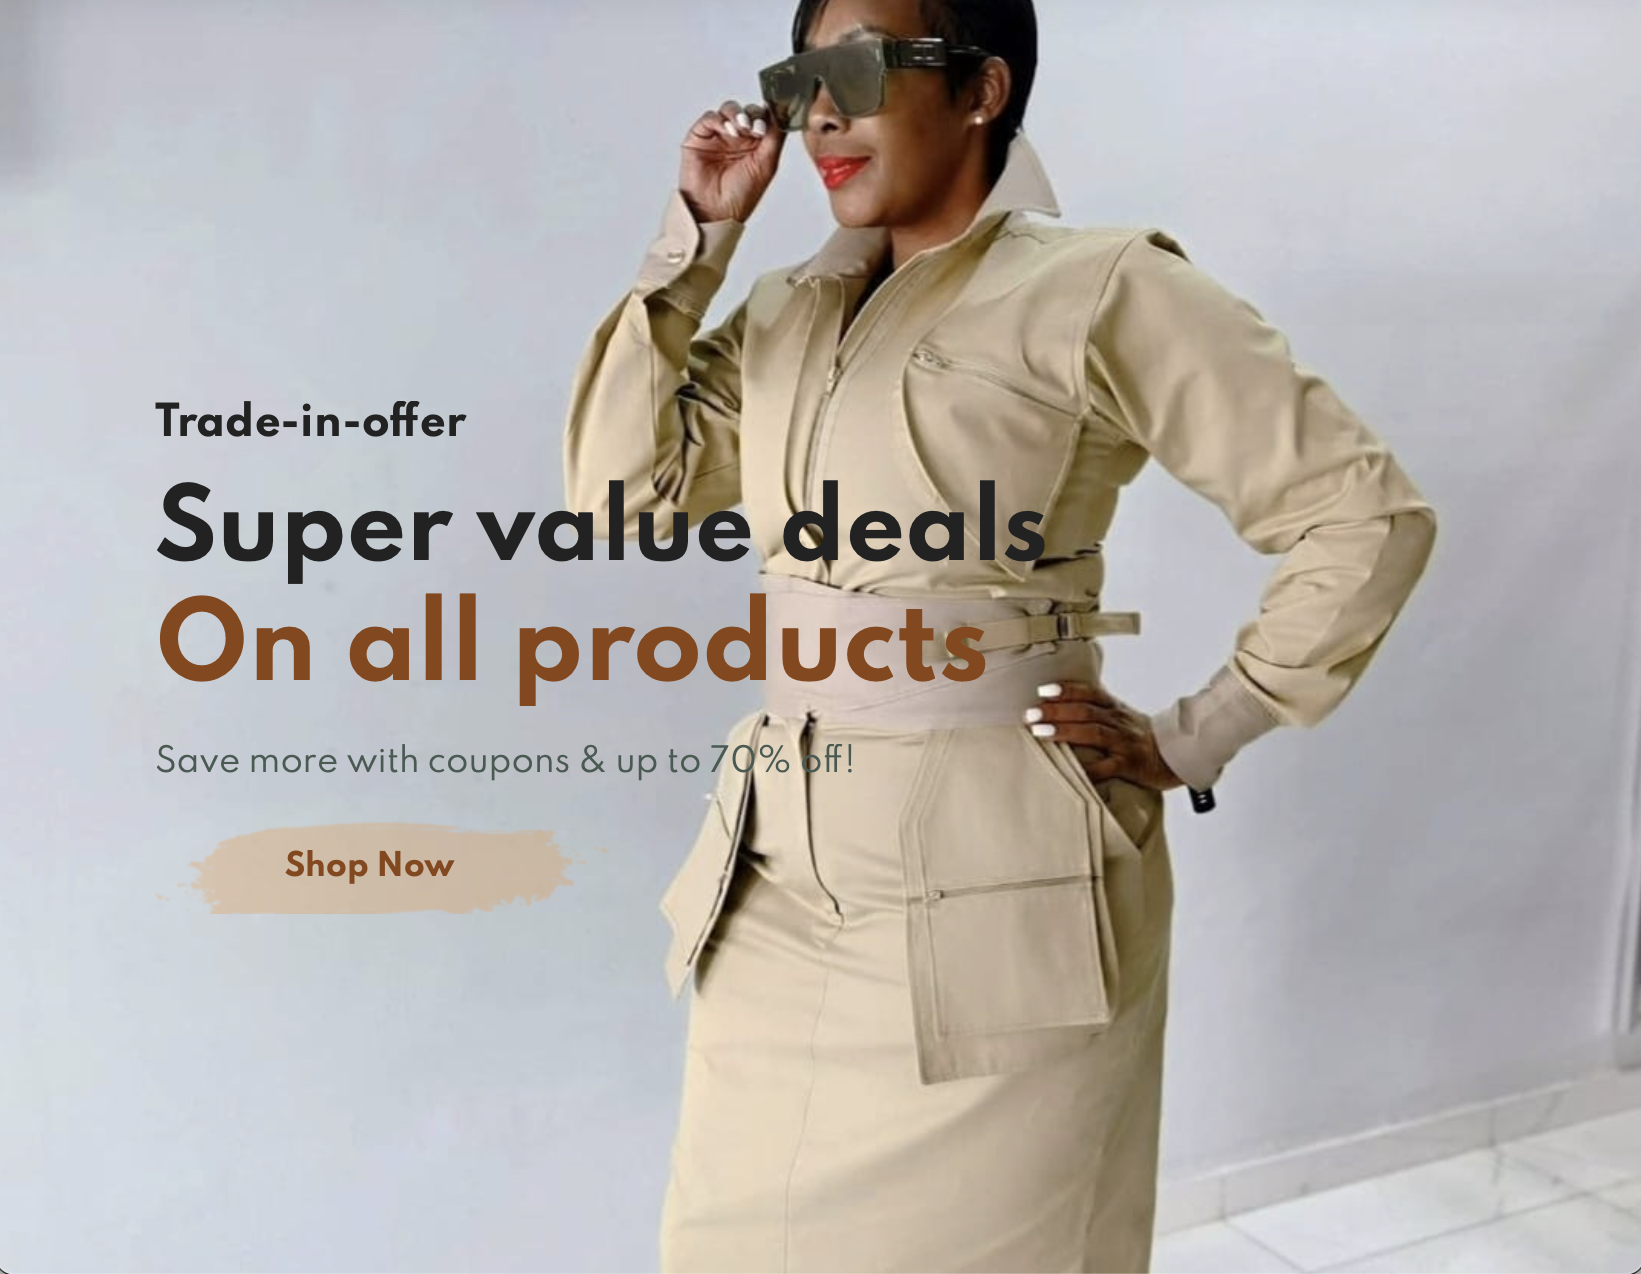 Trade-in-offer
Super value deals
On all products
Save more with coupons & up to 70% off!
Shop Now